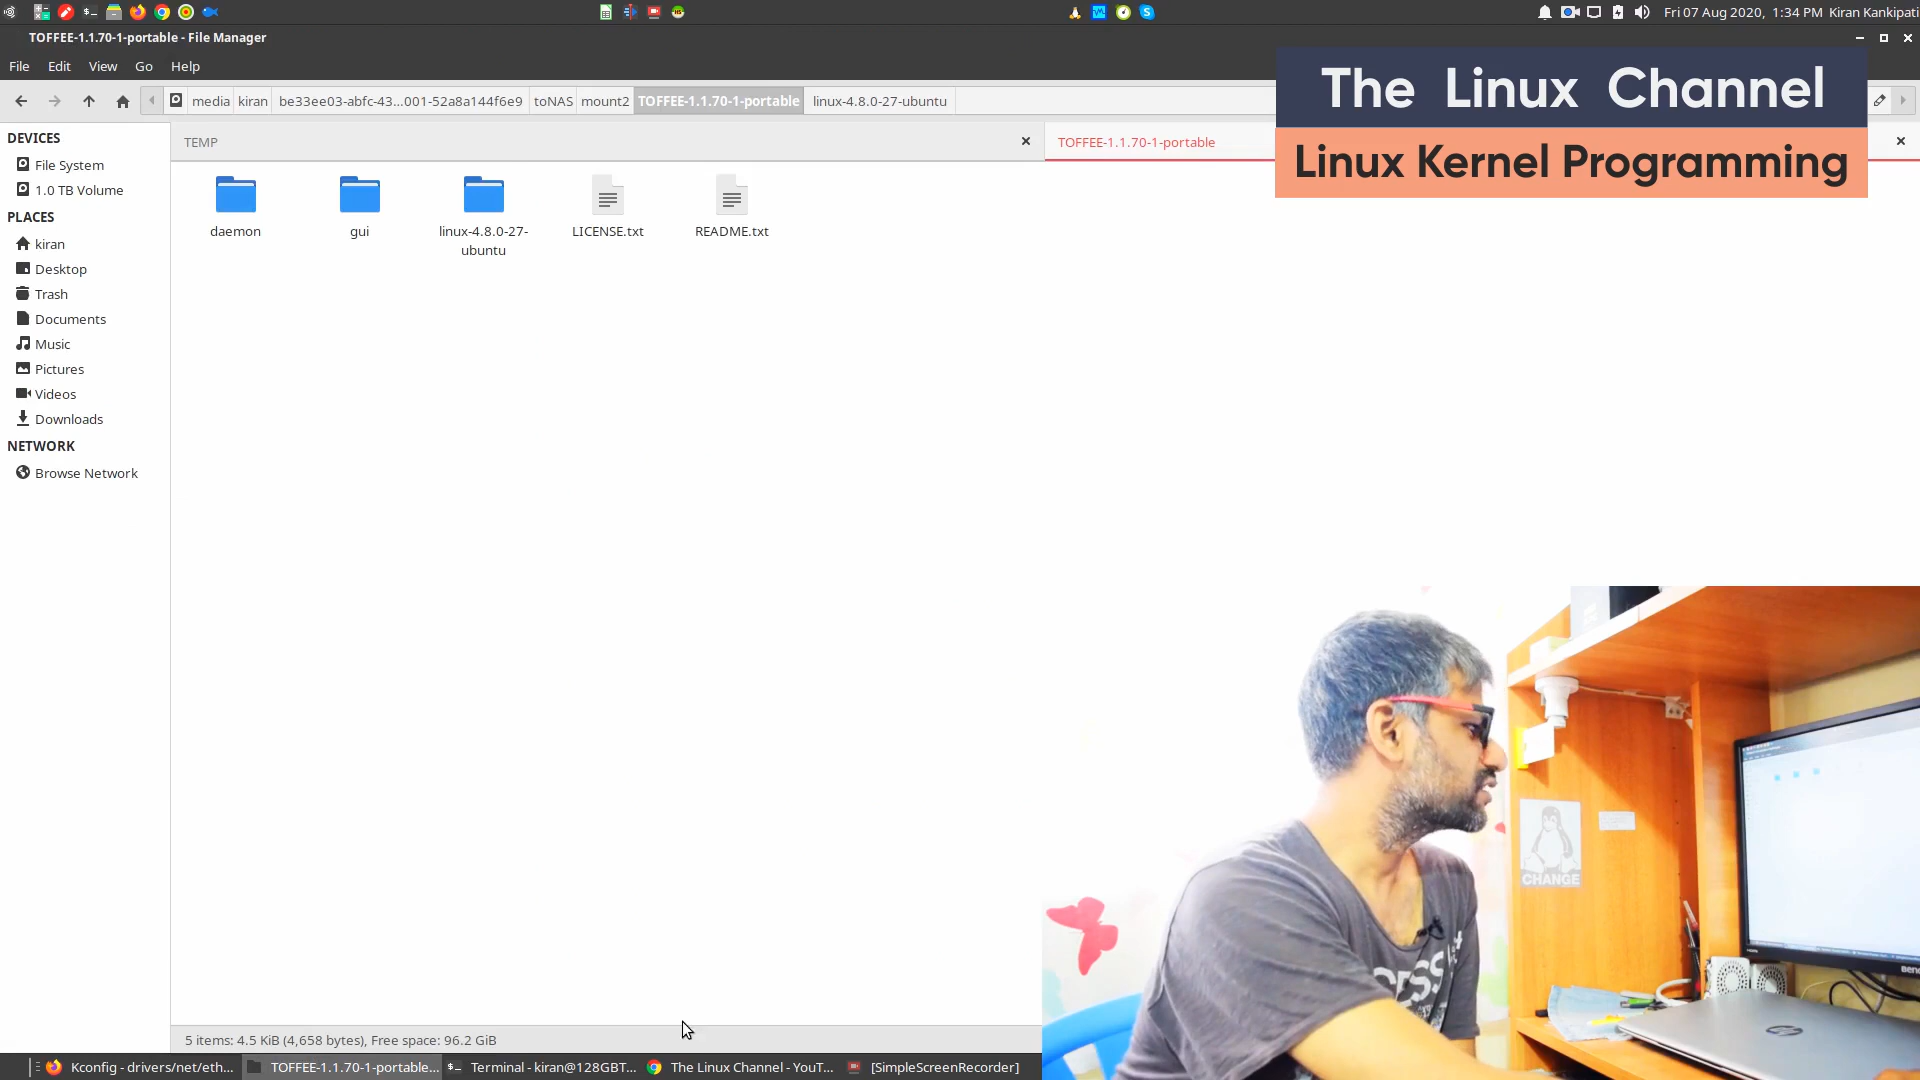 Fri 07 Aug 2020, 1:34 PM Kiran Kankipati
TOFFEE-1.1.70-1-portable - File Manager
File Edit View Go Help
The Linux Channel
Linux Kernel Programming
media kiran be33ee03-abfc-43...001-52a8a144f6e9 toNAS mount2 TOFFEE-1.1.70-1-portable linux-4.8.0-27-ubuntu
TEMP
TOFFEE-1.1.70-1-portable
DEVICES
File System
1.0 TB Volume
PLACES
kiran
Desktop
Trash
Documents
Music
Pictures
Videos
Downloads
NETWORK
Browse Network
daemon
gui
linux-4.8.0-27-
ubuntu
LICENSE.txt
README.txt
CHANGE
5 items: 4.5 KiB (4,658 bytes), Free space: 96.2 GiB
Kconfig - drivers/net/eth...
TOFFEE-1.1.70-1-portable...
Terminal - kiran@128GBT...
The Linux Channel - YouT...
[SimpleScreenRecorder]